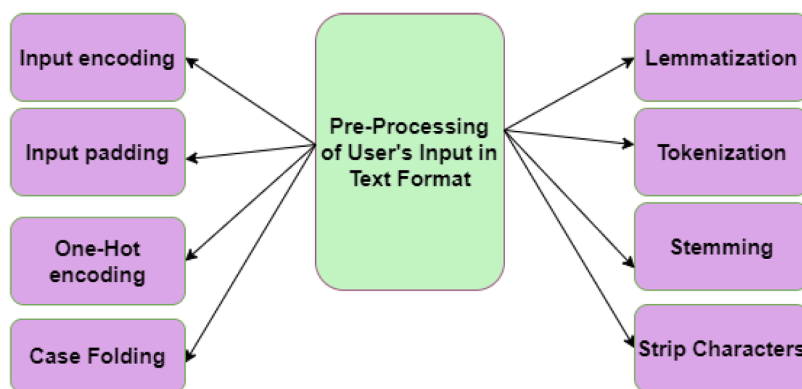 Input encoding
Input padding
One-Hot
encoding
Case Folding
Pre-Processing
of User's Input in
Text Format
Lemmatization
Tokenization
Stemming
Strip Characters